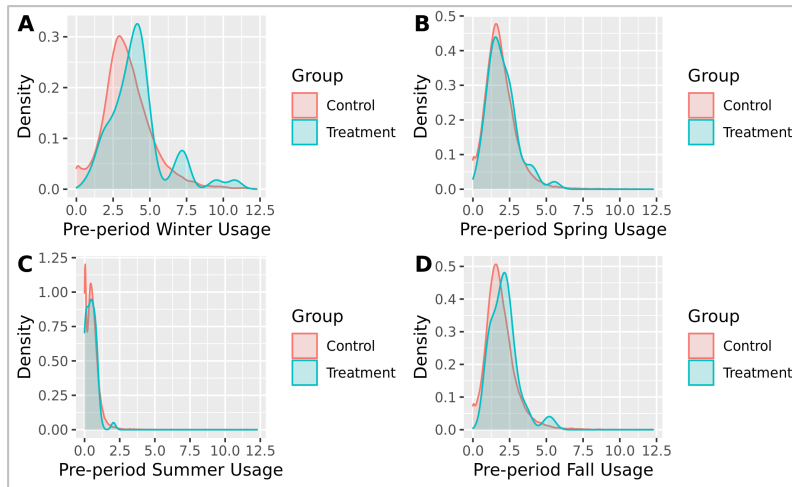 A
0.3
0.2
0.1
0.0
Density
0.0 2.5 5.0 7.5 10.0 12.5
Pre-period Winter Usage
Group
Control
Treatment
B
0.5
0.4
0.3
0.2
0.1
0.0
Density
0.0 2.5 5.0 7.5 10.0 12.5
Pre-period Spring Usage
Group
Control
Treatment
C
1.25
1.00
0.75
0.50
0.25
0.00
Density
0.0 2.5 5.0 7.5 10.0 12.5
Pre-period Summer Usage
Group
Control
Treatment
D
0.5
0.4
0.3
0.2
0.1
0.0
Density
0.0 2.5 5.0 7.5 10.0 12.5
Pre-period Fall Usage
Group
Control
Treatment